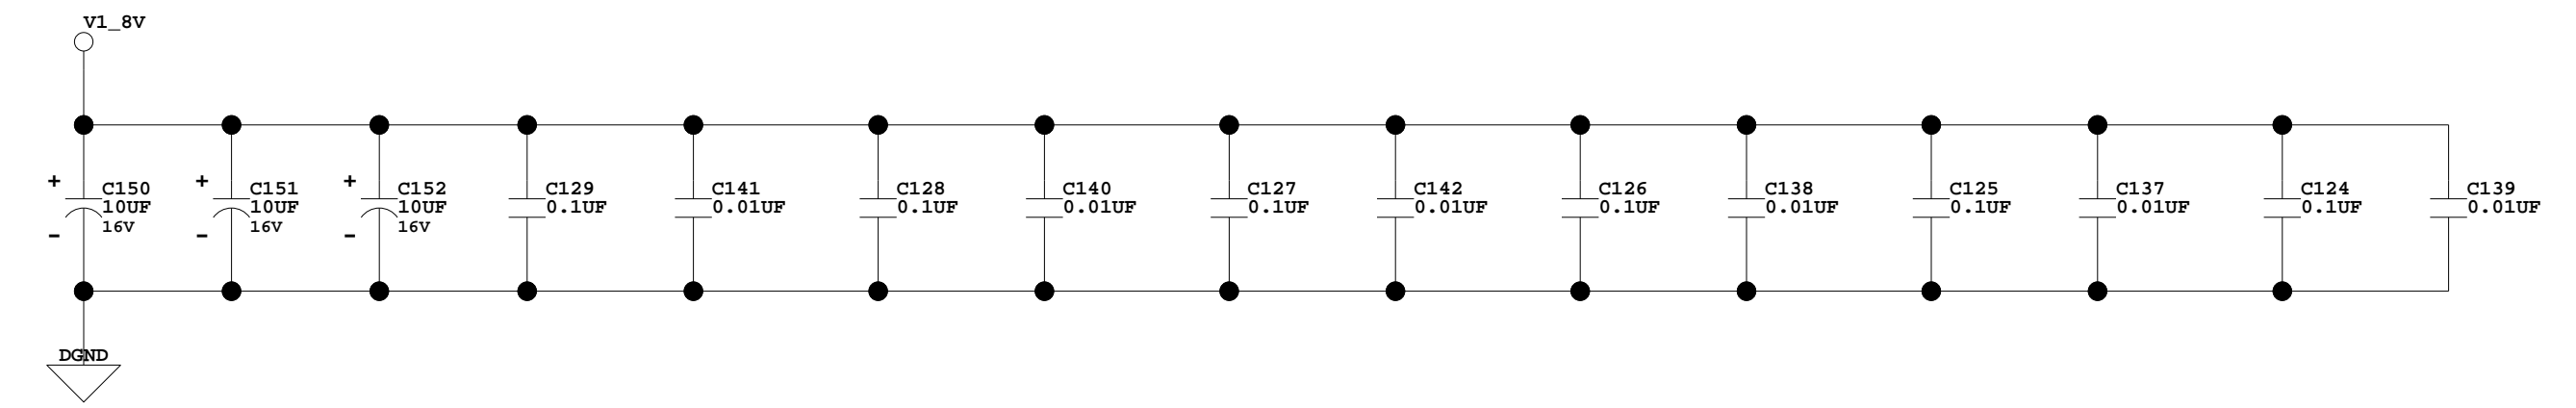 V1_8V
+
C150
10UF
16V
-
+
C151
10UF
16V
-
+
C152
10UF
16V
-
C129
0.1UF
C141
0.01UF
C128
0.1UF
C140
0.01UF
C127
0.1UF
C142
0.01UF
C126
0.1UF
C138
0.01UF
C125
0.1UF
C137
0.01UF
C124
0.1UF
C139
0.01UF
DGND